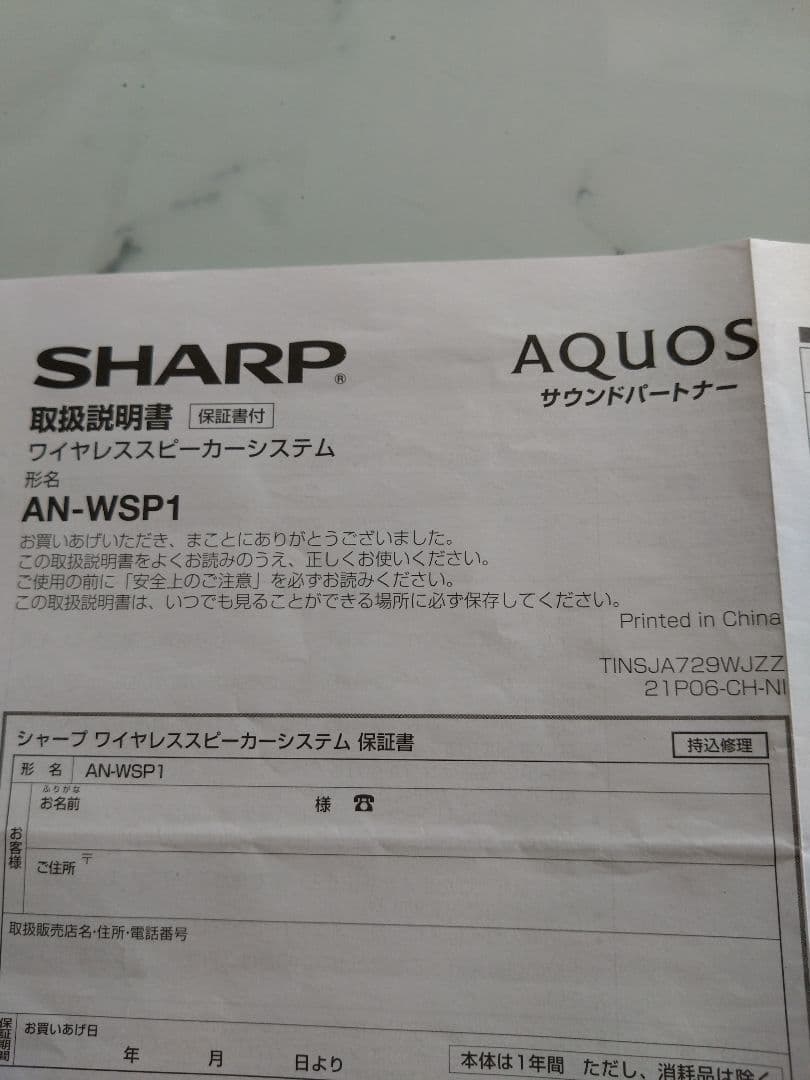 SHARP®
AQUOS
サウンドパートナー
取扱説明書 保証書付
ワイヤレススピーカーシステム
形名
AN-WSP1
お買いあげいただき、まことにありがとうございました。
この取扱説明書をよくお読みのうえ、正しくお使いください。
ご使用の前に「安全上のご注意」を必ずお読みください。
この取扱説明書は、いつでも見ることができる場所に必ず保存してください。
Printed in China
TINSJA729WJZZ
21P06-CH-NI
シャープ ワイヤレススピーカーシステム 保証書 持込修理
形 名 AN-WSP1
お客様
ふりがな
お名前 様 ☎
ご住所 〒
取扱販売店名・住所・電話番号
保証期間
お買いあげ日
年 月 日より
本体は1年間 ただし、消耗品は除く